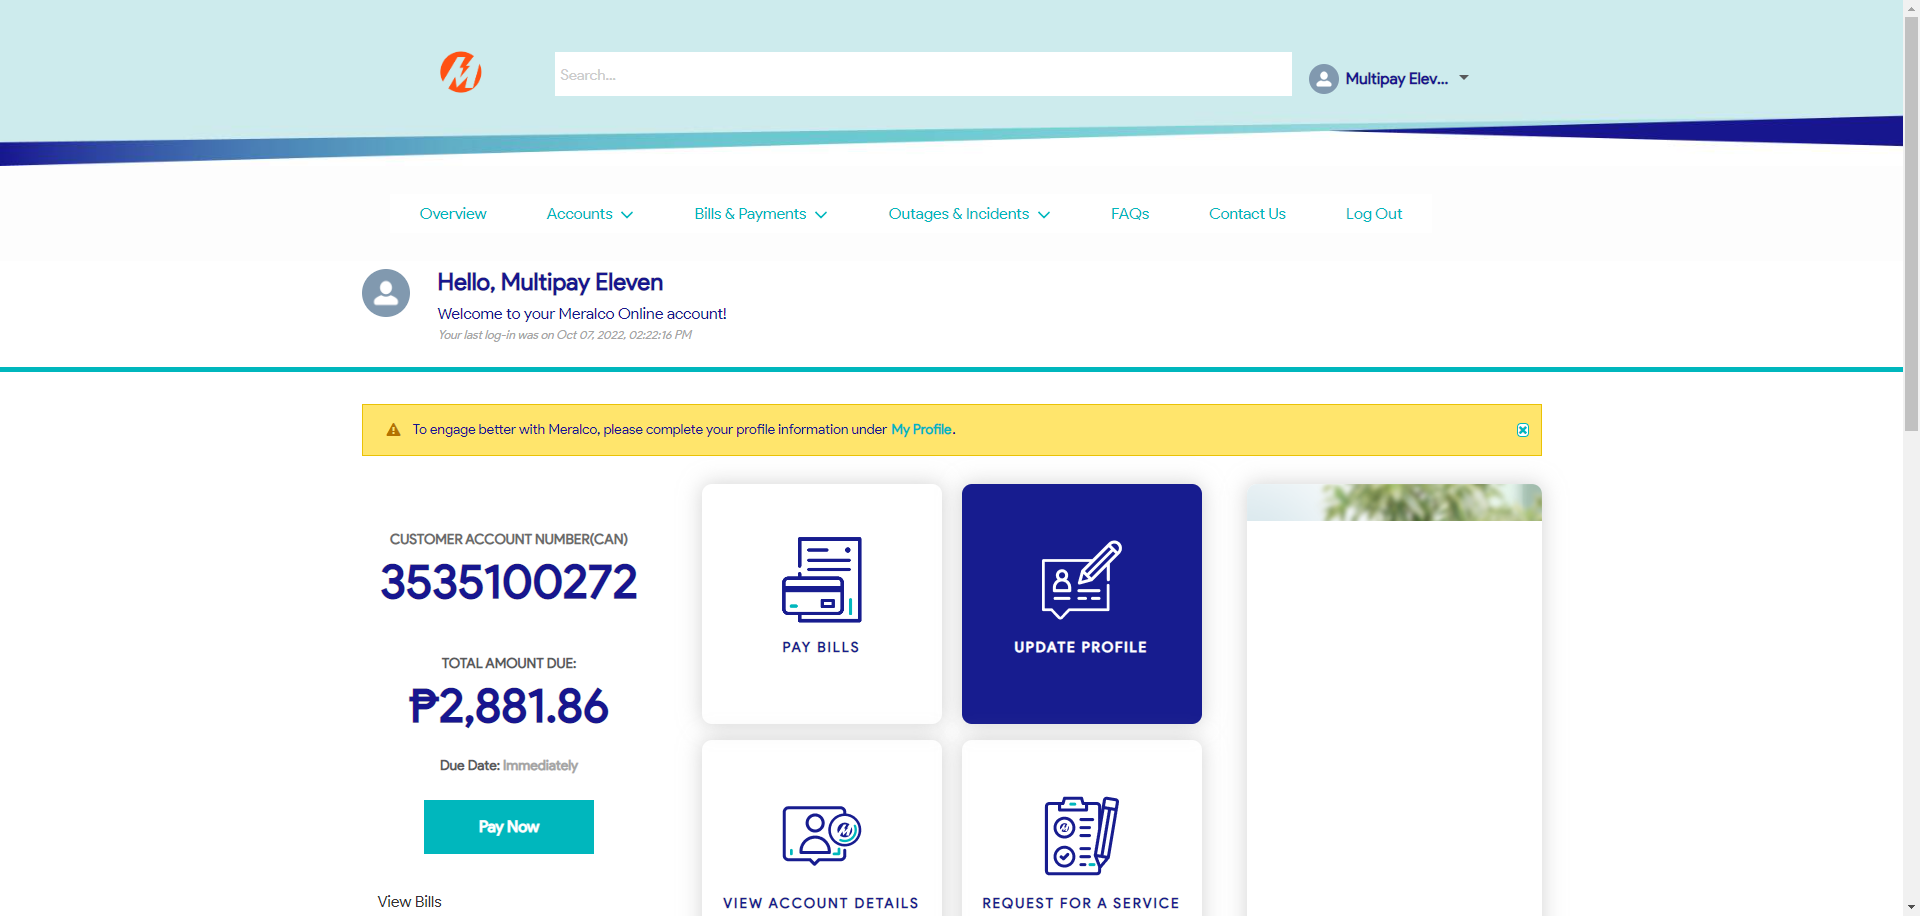 Search...
Multipay Elev...
Overview
Accounts
Bills & Payments
Outages & Incidents
FAQs
Contact Us
Log Out
Hello, Multipay Eleven
Welcome to your Meralco Online account!
Your last log-in was on Oct 07, 2022, 02:22:16 PM
To engage better with Meralco, please complete your profile information under My Profile.
CUSTOMER ACCOUNT NUMBER(CAN)
3535100272
TOTAL AMOUNT DUE:
₱2,881.86
Due Date: Immediately
Pay Now
View Bills
PAY BILLS
UPDATE PROFILE
VIEW ACCOUNT DETAILS
REQUEST FOR A SERVICE